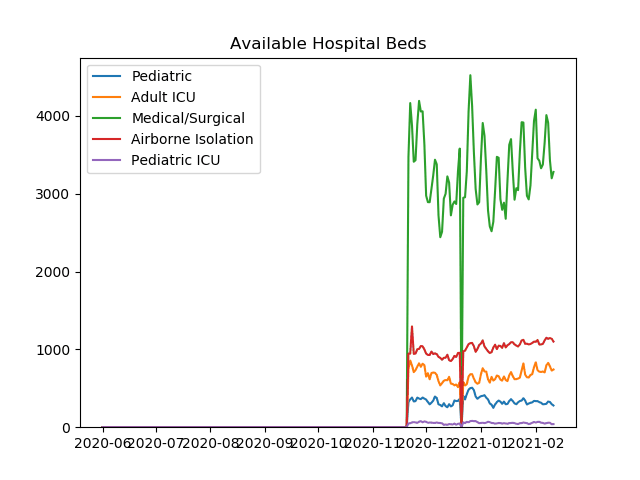 Available Hospital Beds
Pediatric
Adult ICU
Medical/Surgical
Airborne Isolation
Pediatric ICU
4000
3000
2000
1000
0
2020-06 2020-07 2020-08 2020-09 2020-10 2020-11 2020-12 2021-01 2021-02